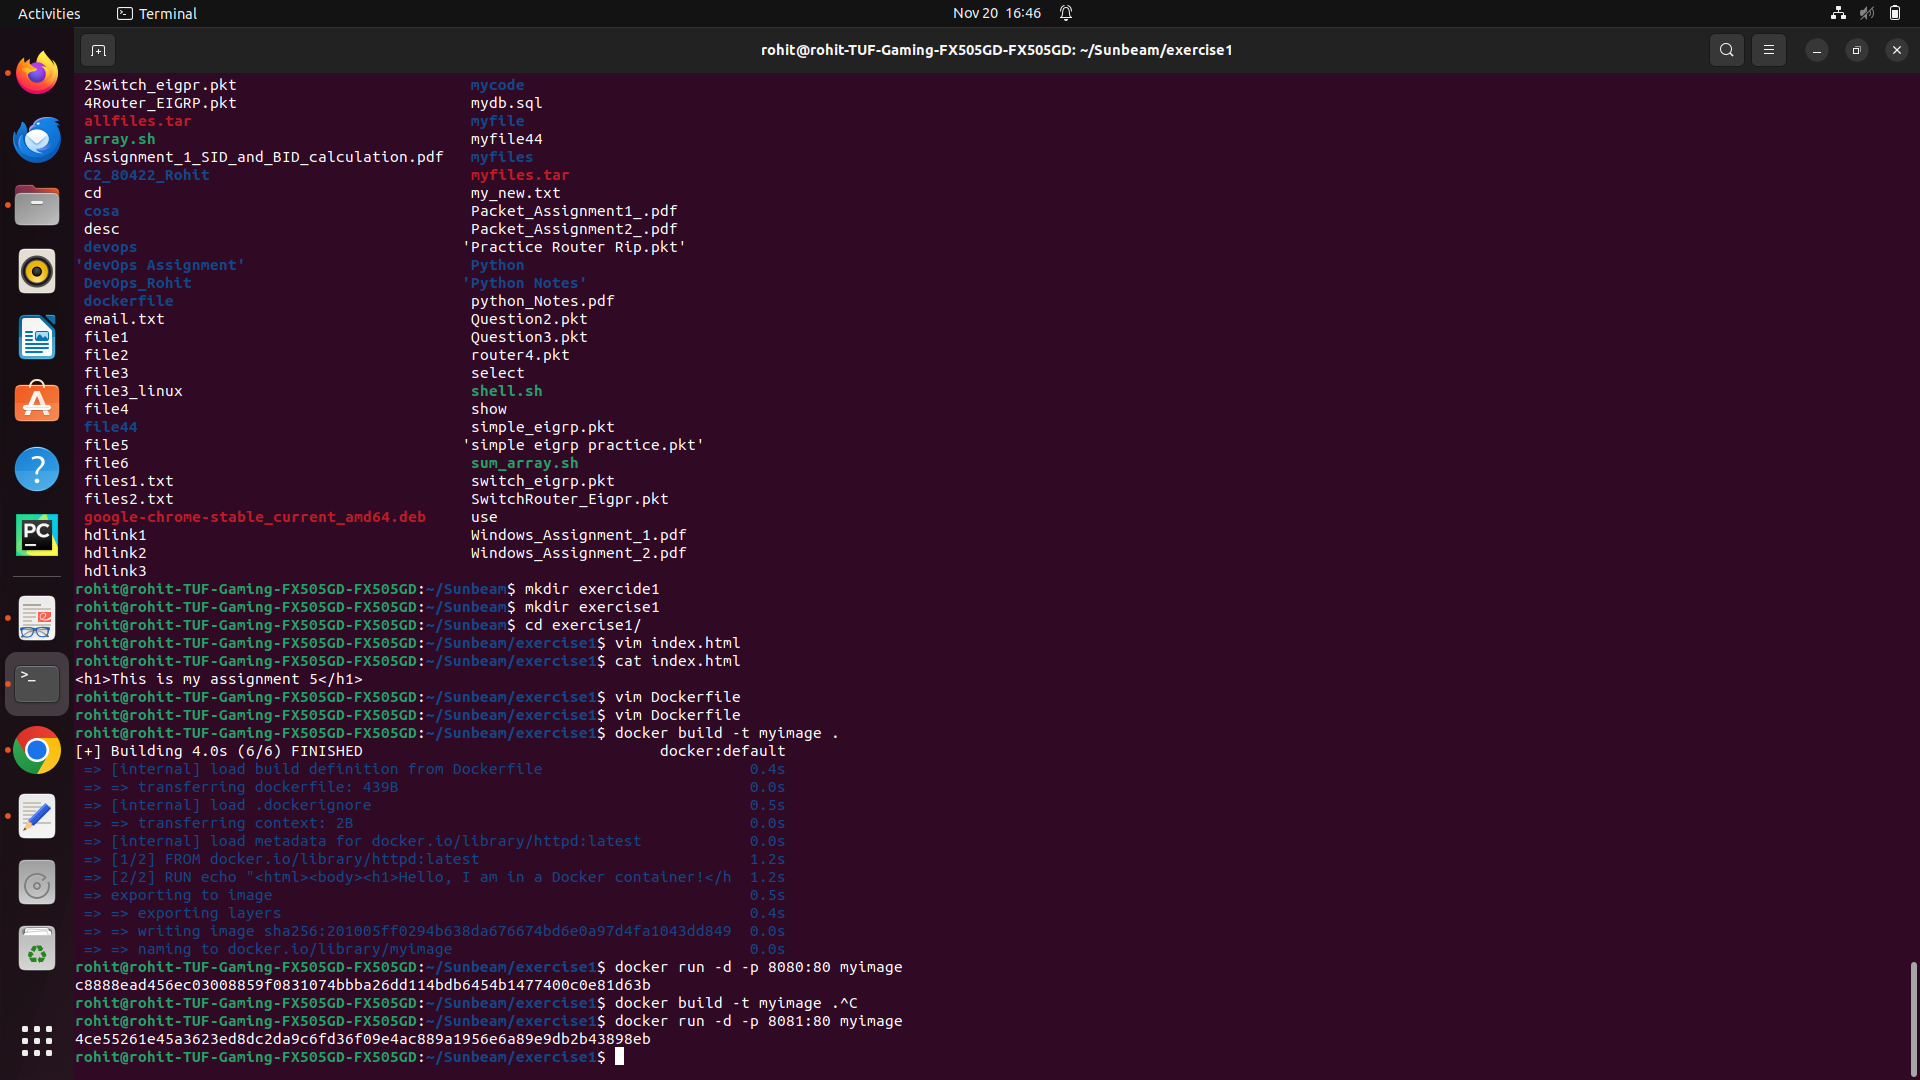 Activities
Terminal
Nov 20 16:46
rohit@rohit-TUF-Gaming-FX505GD-FX505GD: ~/Sunbeam/exercise1
2Switch_eigpr.pkt mycode
4Router_EIGRP.pkt mydb.sql
allfiles.tar myfile
array.sh myfile44
Assignment_1_SID_and_BID_calculation.pdf myfiles
C2_80422_Rohit myfiles.tar
cd my_new.txt
cosa Packet_Assignment1_.pdf
desc Packet_Assignment2_.pdf
devops 'Practice Router Rip.pkt'
'devOps Assignment' Python
DevOps_Rohit 'Python Notes'
dockerfile python_Notes.pdf
email.txt Question2.pkt
file1 Question3.pkt
file2 router4.pkt
file3 select
file3_linux shell.sh
file4 show
file44 simple_eigrp.pkt
file5 'simple eigrp practice.pkt'
file6 sum_array.sh
files1.txt switch_eigrp.pkt
files2.txt SwitchRouter_Eigpr.pkt
google-chrome-stable_current_amd64.deb use
hdlink1 Windows_Assignment_1.pdf
hdlink2 Windows_Assignment_2.pdf
hdlink3
rohit@rohit-TUF-Gaming-FX505GD-FX505GD:~/Sunbeam$ mkdir exercide1
rohit@rohit-TUF-Gaming-FX505GD-FX505GD:~/Sunbeam$ mkdir exercise1
rohit@rohit-TUF-Gaming-FX505GD-FX505GD:~/Sunbeam$ cd exercise1/
rohit@rohit-TUF-Gaming-FX505GD-FX505GD:~/Sunbeam/exercise1$ vim index.html
rohit@rohit-TUF-Gaming-FX505GD-FX505GD:~/Sunbeam/exercise1$ cat index.html
<h1>This is my assignment 5</h1>
rohit@rohit-TUF-Gaming-FX505GD-FX505GD:~/Sunbeam/exercise1$ vim Dockerfile
rohit@rohit-TUF-Gaming-FX505GD-FX505GD:~/Sunbeam/exercise1$ vim Dockerfile
rohit@rohit-TUF-Gaming-FX505GD-FX505GD:~/Sunbeam/exercise1$ docker build -t myimage .
[+] Building 4.0s (6/6) FINISHED docker:default
=> [internal] load build definition from Dockerfile 0.4s
=> => transferring dockerfile: 439B 0.0s
=> [internal] load .dockerignore 0.5s
=> => transferring context: 2B 0.0s
=> [internal] load metadata for docker.io/library/httpd:latest 0.0s
=> [1/2] FROM docker.io/library/httpd:latest 1.2s
=> [2/2] RUN echo "<html><body><h1>Hello, I am in a Docker container!</h 1.2s
=> exporting to image 0.5s
=> => exporting layers 0.4s
=> => writing image sha256:201005ff0294b638da676674bd6e0a97d4fa1043dd849 0.0s
=> => naming to docker.io/library/myimage 0.0s
rohit@rohit-TUF-Gaming-FX505GD-FX505GD:~/Sunbeam/exercise1$ docker run -d -p 8080:80 myimage
c8888ead456ec03008859f0831074bbba26dd114bdb6454b1477400c0e81d63b
rohit@rohit-TUF-Gaming-FX505GD-FX505GD:~/Sunbeam/exercise1$ docker build -t myimage .^C
rohit@rohit-TUF-Gaming-FX505GD-FX505GD:~/Sunbeam/exercise1$ docker run -d -p 8081:80 myimage
4ce55261e45a3623ed8dc2da9c6fd36f09e4ac889a1956e6a89e9db2b43898eb
rohit@rohit-TUF-Gaming-FX505GD-FX505GD:~/Sunbeam/exercise1$
PC